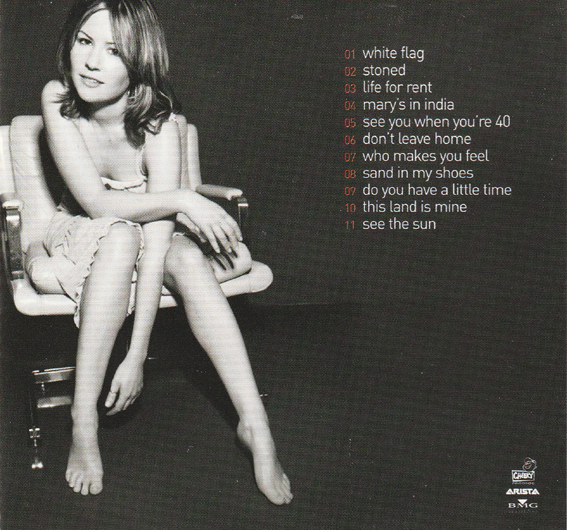 01 white flag
02 stoned
03 life for rent
04 mary's in india
05 see you when you're 40
06 don't leave home
07 who makes you feel
08 sand in my shoes
09 do you have a little time
10 this land is mine
11 see the sun
CHEEKY
ARISTA
BMG